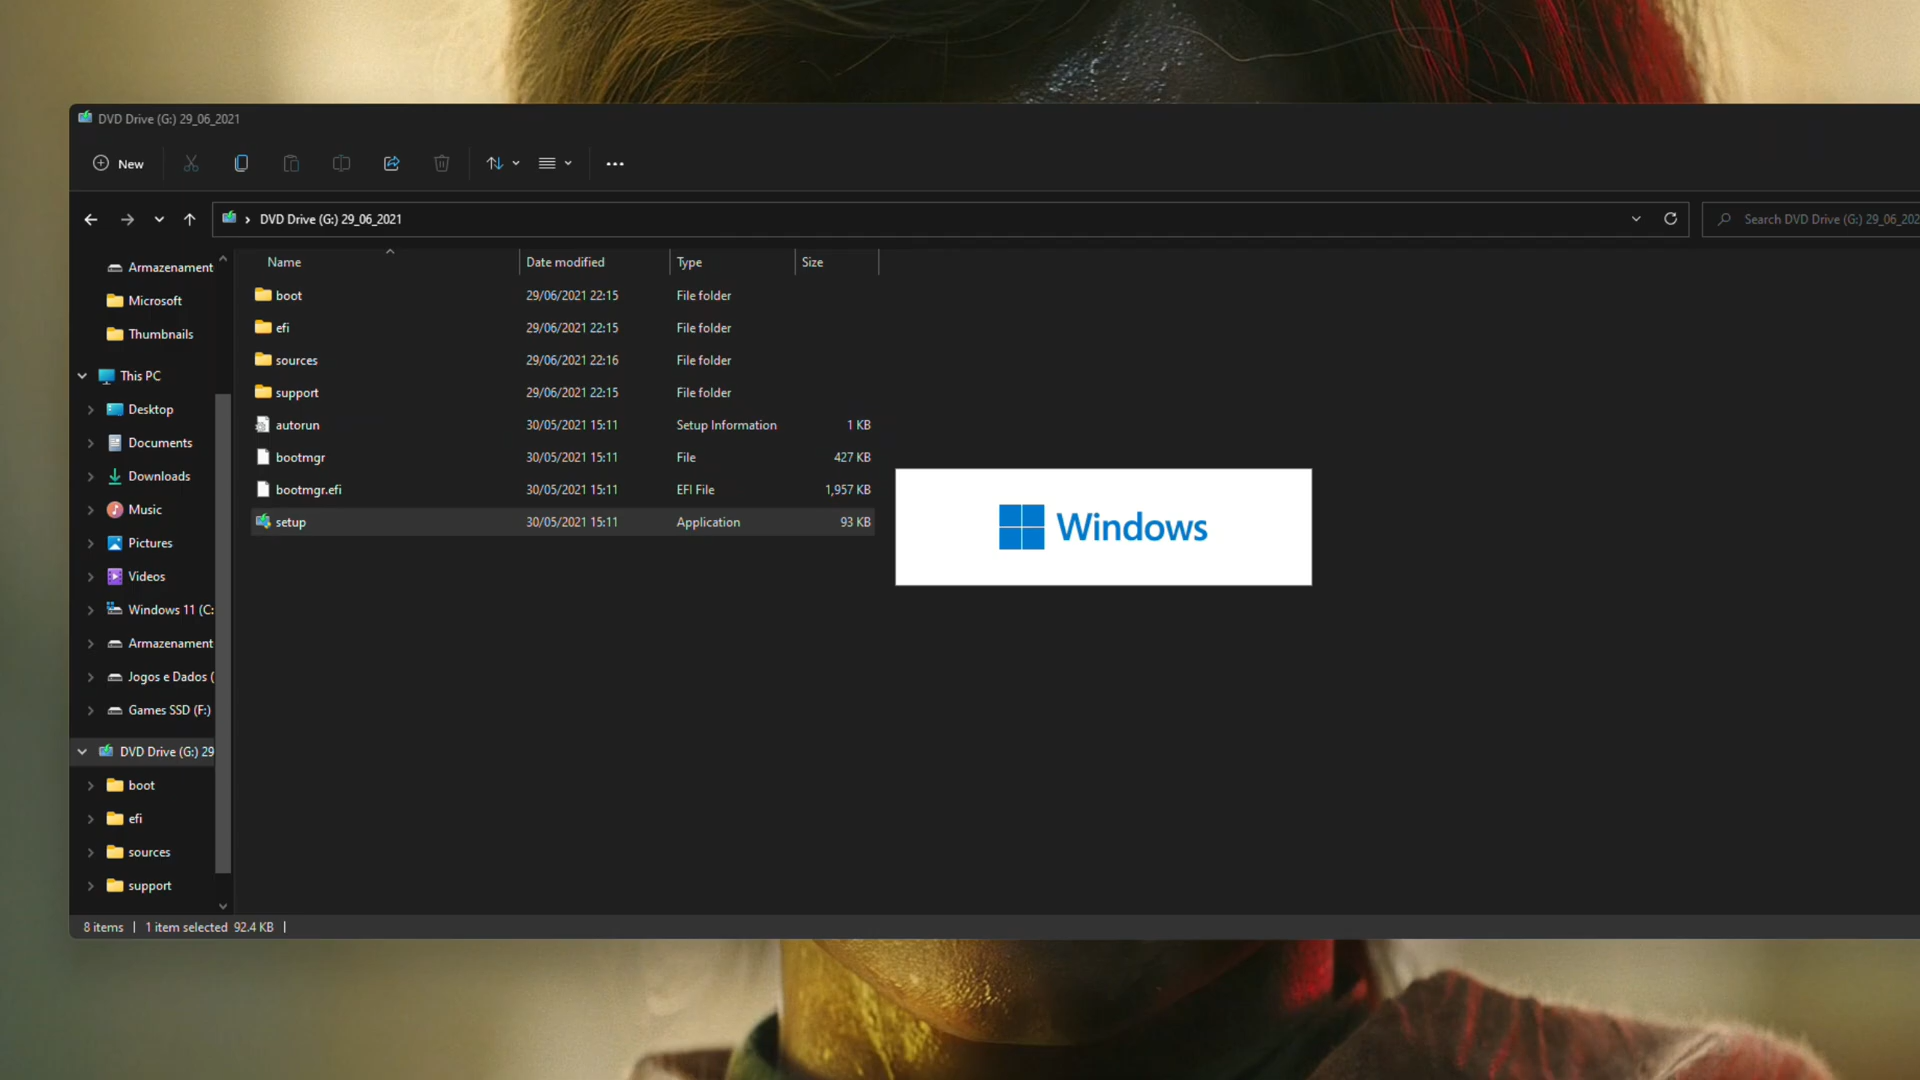 DVD Drive (G:) 29_06_2021
New
DVD Drive (G:) 29_06_2021
Search DVD Drive (G:) 29_06_202
Name Date modified Type Size
boot 29/06/2021 22:15 File folder
efi 29/06/2021 22:15 File folder
sources 29/06/2021 22:16 File folder
support 29/06/2021 22:15 File folder
autorun 30/05/2021 15:11 Setup Information 1 KB
bootmgr 30/05/2021 15:11 File 427 KB
bootmgr.efi 30/05/2021 15:11 EFI File 1,957 KB
setup 30/05/2021 15:11 Application 93 KB
Windows
Armazenament
Microsoft
Thumbnails
This PC
Desktop
Documents
Downloads
Music
Pictures
Videos
Windows 11 (C:
Armazenament
Jogos e Dados (
Games SSD (F:)
DVD Drive (G:) 29
boot
efi
sources
support
8 items | 1 item selected 92.4 KB |